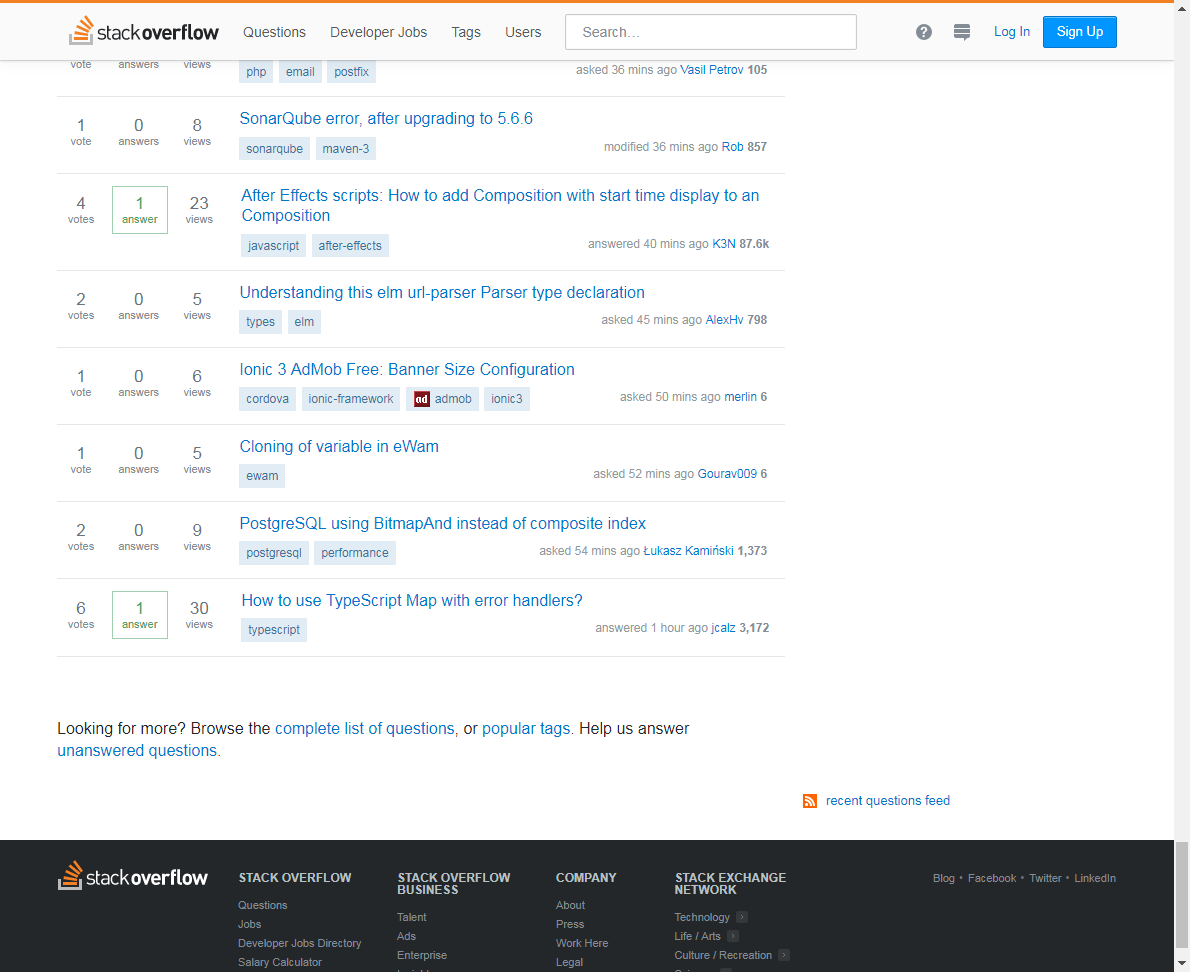 stackoverflow Questions Developer Jobs Tags Users Search... ? Log In Sign Up
vote answers views php email postfix asked 36 mins ago Vasil Petrov 105
1 0 8 SonarQube error, after upgrading to 5.6.6
vote answers views sonarqube maven-3 modified 36 mins ago Rob 857
4 1 23 After Effects scripts: How to add Composition with start time display to an
votes answer views Composition
javascript after-effects answered 40 mins ago K3N 87.6k
2 0 5 Understanding this elm url-parser Parser type declaration
votes answers views types elm asked 45 mins ago AlexHv 798
1 0 6 Ionic 3 AdMob Free: Banner Size Configuration
vote answers views cordova ionic-framework ad admob ionic3 asked 50 mins ago merlin 6
1 0 5 Cloning of variable in eWam
vote answers views ewam asked 52 mins ago Gourav009 6
2 0 9 PostgreSQL using BitmapAnd instead of composite index
votes answers views postgresql performance asked 54 mins ago Łukasz Kamiński 1,373
6 1 30 How to use TypeScript Map with error handlers?
votes answer views typescript answered 1 hour ago jcalz 3,172
Looking for more? Browse the complete list of questions, or popular tags. Help us answer
unanswered questions.
recent questions feed
stackoverflow
STACK OVERFLOW
Questions
Jobs
Developer Jobs Directory
Salary Calculator
STACK OVERFLOW
BUSINESS
Talent
Ads
Enterprise
COMPANY
About
Press
Work Here
Legal
STACK EXCHANGE
NETWORK
Technology
Life / Arts
Culture / Recreation
Blog • Facebook • Twitter • LinkedIn